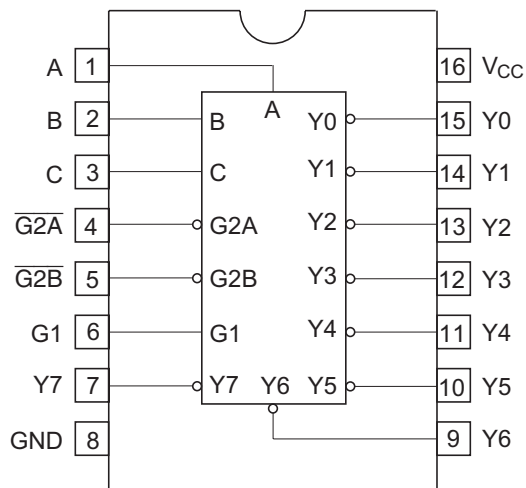 A 1 16 VCC
A
B 2 B Y0 15 Y0
C 3 C Y1 14 Y1
G2A 4 G2A Y2 13 Y2
G2B 5 G2B Y3 12 Y3
G1 6 G1 Y4 11 Y4
Y7 7 Y7 Y6 Y5 10 Y5
GND 8 9 Y6